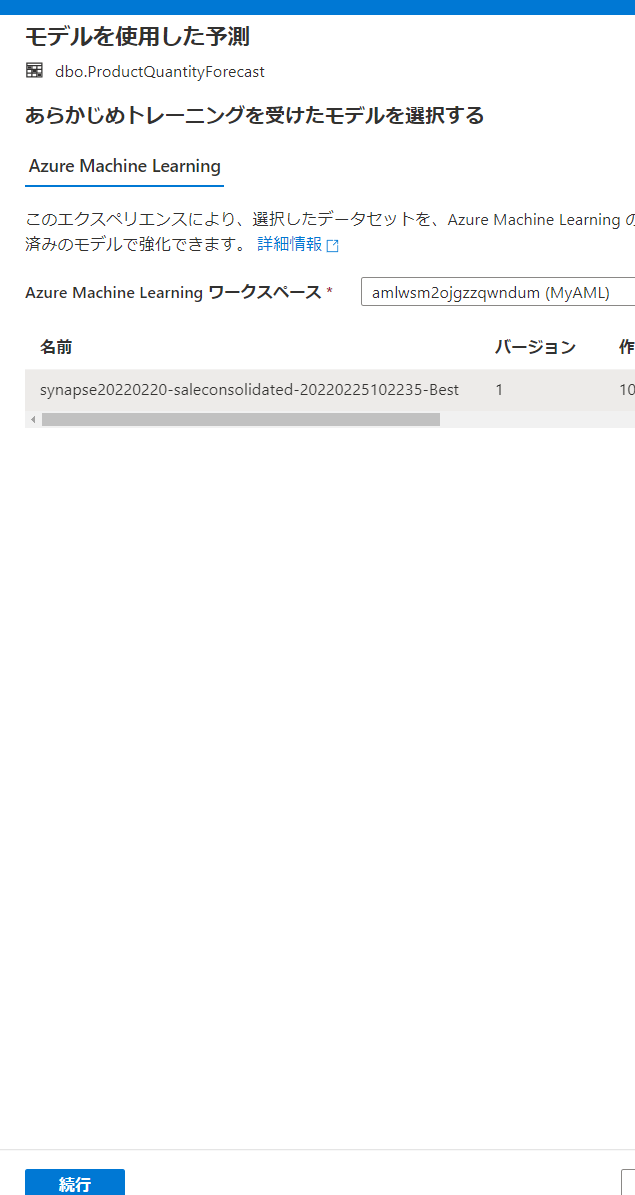 モデルを使用した予測
dbo.ProductQuantityForecast
あらかじめトレーニングを受けたモデルを選択する
Azure Machine Learning
このエクスペリエンスにより、選択したデータセットを、Azure Machine Learning の
済みのモデルで強化できます。 詳細情報
Azure Machine Learning ワークスペース * amlwsm2ojgzzqwndum (MyAML)
名前 バージョン 作
synapse20220220-saleconsolidated-20220225102235-Best 1 10
続行